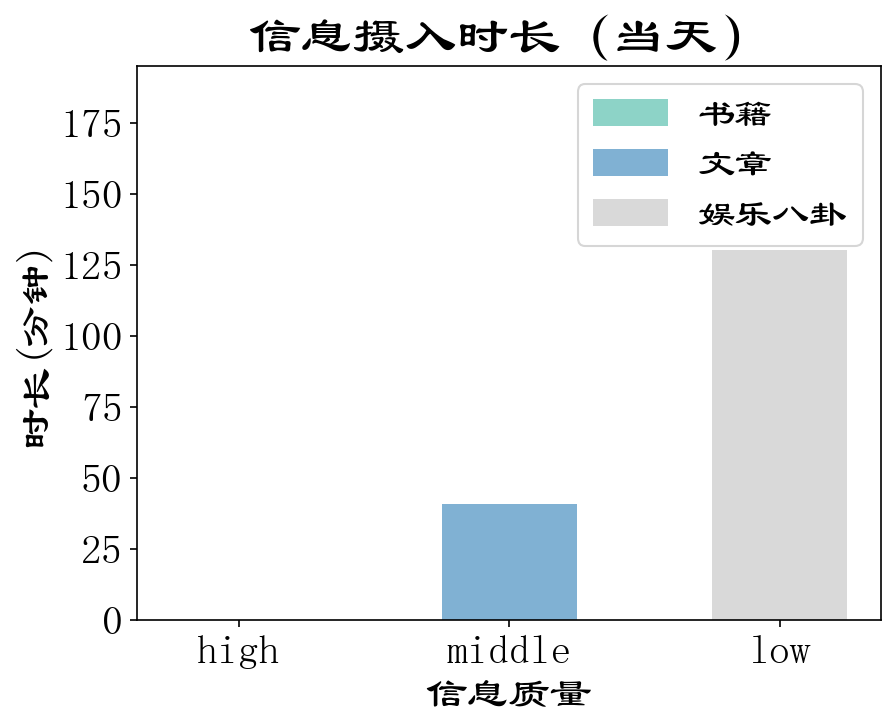 信息摄入时长（当天）
书籍
文章
娱乐八卦
时长(分钟)
175
150
125
100
75
50
25
0
high middle low
信息质量